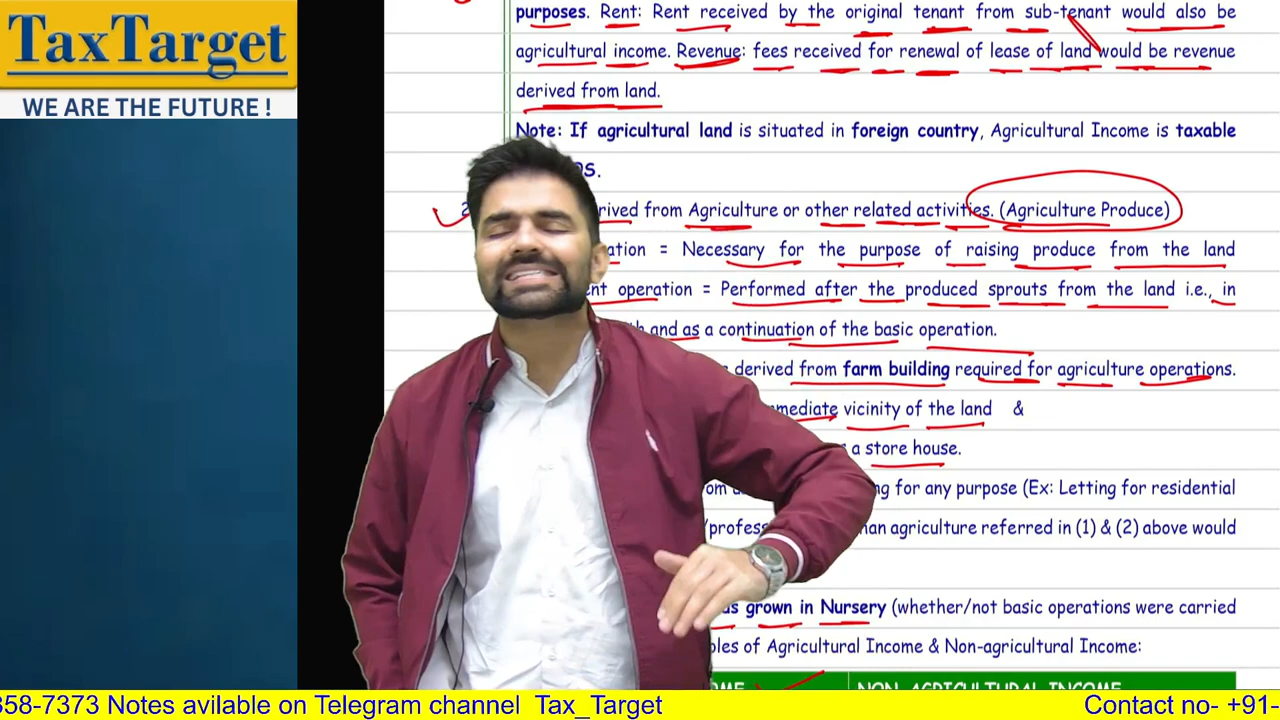 TaxTarget
WE ARE THE FUTURE !
purposes. Rent: Rent received by the original tenant from sub-tenant would also be
agricultural income. Revenue: fees received for renewal of lease of land would be revenue
derived from land.
Note: If agricultural land is situated in foreign country, Agricultural Income is taxable
from Agriculture or other related activities. (Agriculture Produce)
= Necessary for the purpose of raising produce from the land
operation = Performed after the produced sprouts from the land i.e., in
and as a continuation of the basic operation.
derived from farm building required for agriculture operations.
vicinity of the land &
a store house.
for any purpose (Ex: Letting for residential
agriculture referred in (1) & (2) above would
grown in Nursery (whether/not basic operations were carried
of Agricultural Income & Non-agricultural Income:
NON-AGRICULTURAL INCOME
358-7373 Notes avilable on Telegram channel Tax_Target
Contact no- +91-